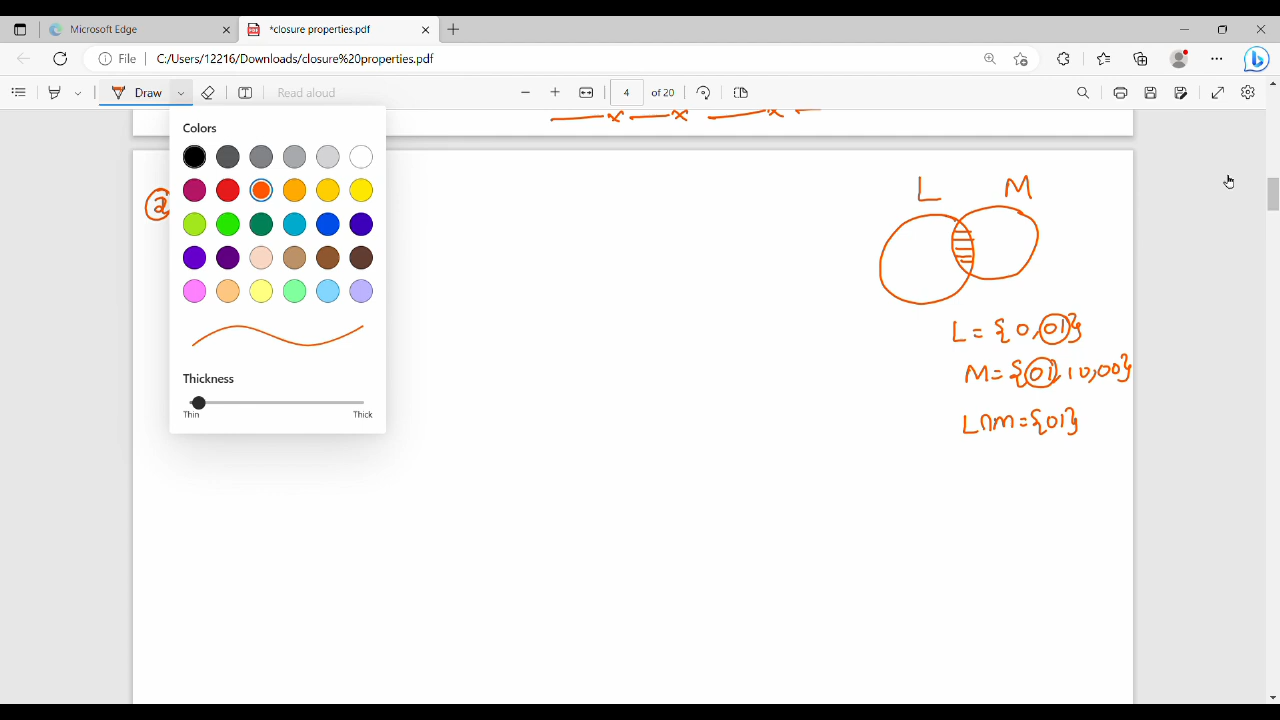 Microsoft Edge
*closure properties.pdf
File
C:/Users/12216/Downloads/closure%20properties.pdf
Draw
Read aloud
4 of 20
Colors
Thickness
Thin
Thick
②
L M
L = {0,01}
M = {01,10,00}
L∩M = {01}